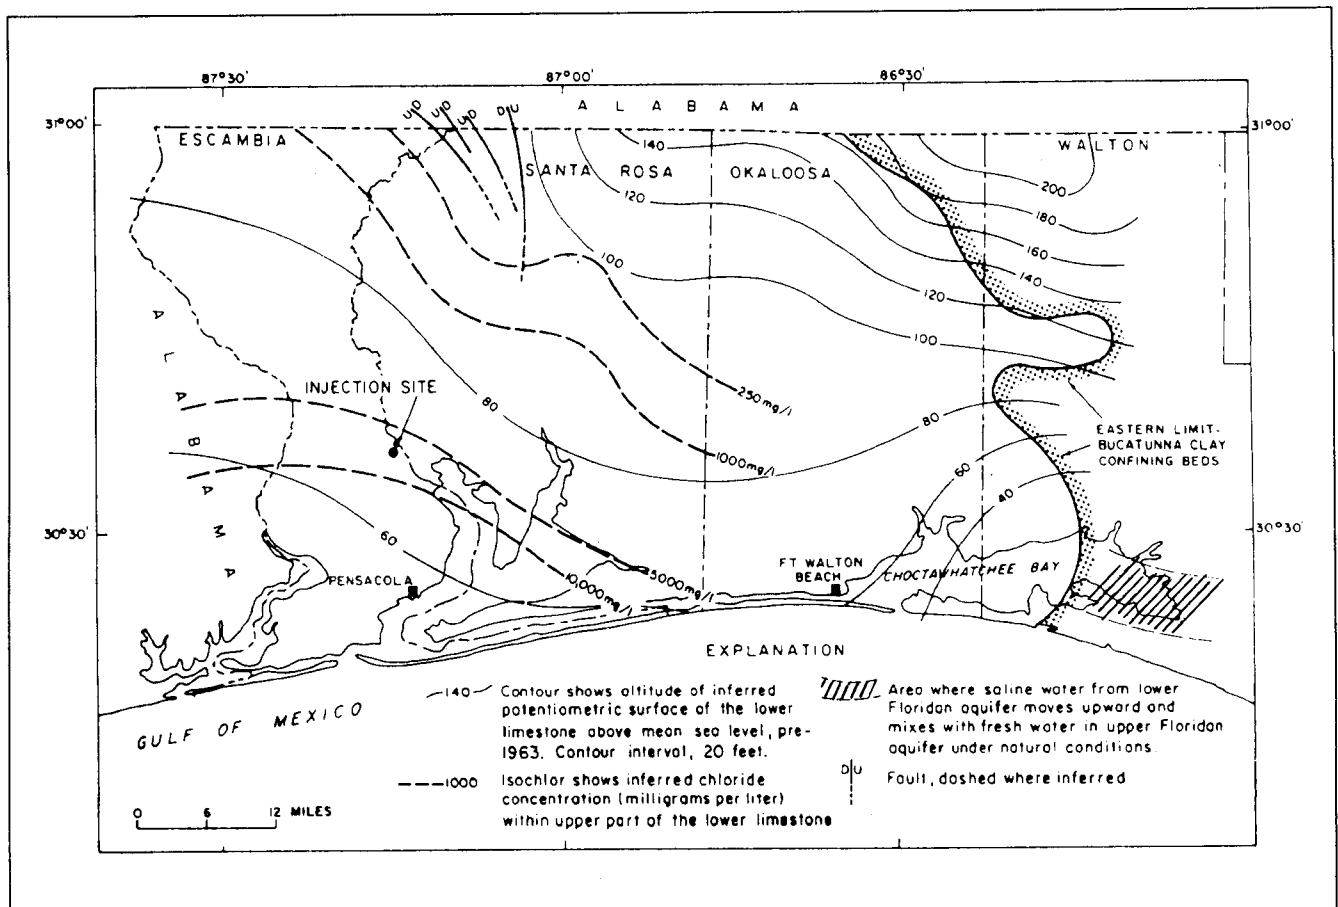 87°30'
87°00'
86°30'
A L A B A M A
U D
U D
U D
D U
31°00'
31°00'
ESCAMBIA
SANTA ROSA
OKALOOSA
WALTON
140
120
100
200
180
160
140
120
100
80
80
60
40
60
A L A B A M A
INJECTION SITE
250 mg/l
1000 mg/l
EASTERN LIMIT-
BUCATUNNA CLAY
CONFINING BEDS
30°30'
30°30'
PENSACOLA
10,000 mg/l
5000 mg/l
FT WALTON
BEACH
CHOCTAWHATCHEE BAY
GULF OF MEXICO
EXPLANATION
140 Contour shows altitude of inferred
potentiometric surface of the lower
limestone above mean sea level, pre-
1963. Contour interval, 20 feet.
1000 Isochlor shows inferred chloride
concentration (milligrams per liter)
within upper part of the lower limestone
Area where saline water from lower
Floridan aquifer moves upward and
mixes with fresh water in upper Floridan
aquifer under natural conditions.
D U Fault, dashed where inferred
0 6 12 MILES